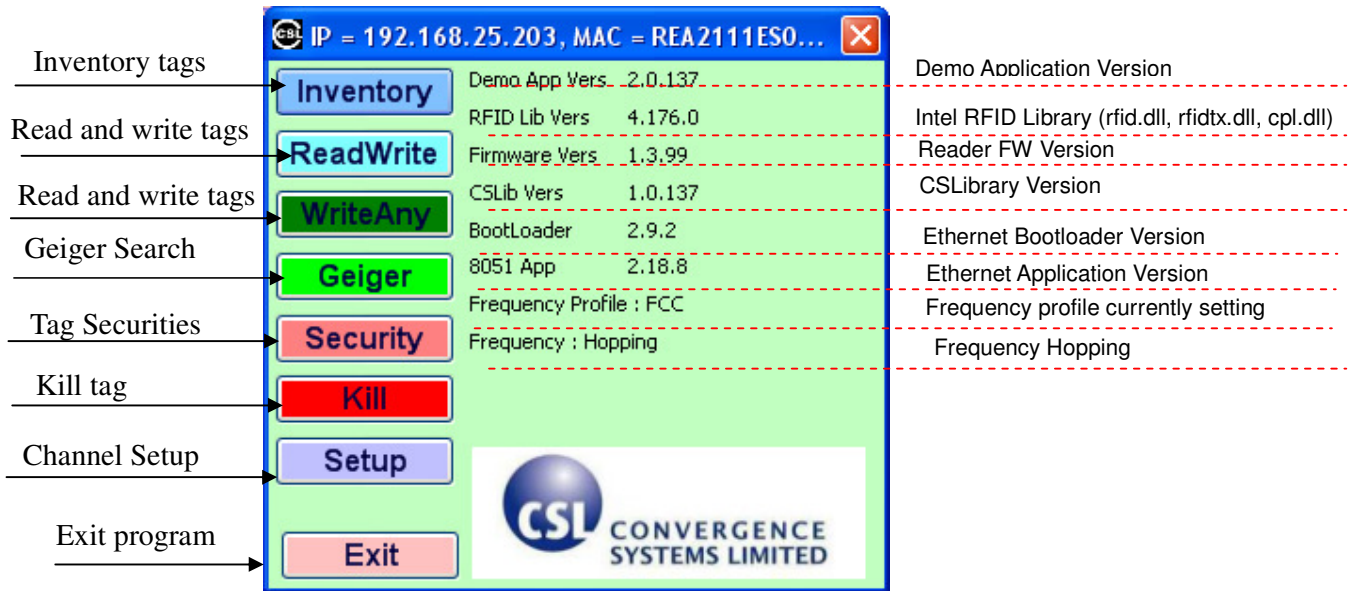 CSL IP = 192.168.25.203, MAC = REA2111ES0...
Inventory tags
Read and write tags
Read and write tags
Geiger Search
Tag Securities
Kill tag
Channel Setup
Exit program
Inventory
ReadWrite
WriteAny
Geiger
Security
Kill
Setup
Exit
Demo App Vers 2.0.137
RFID Lib Vers 4.176.0
Firmware Vers 1.3.99
CSLib Vers 1.0.137
BootLoader 2.9.2
8051 App 2.18.8
Frequency Profile : FCC
Frequency : Hopping
CSL
CONVERGENCE
SYSTEMS LIMITED
Demo Application Version
Intel RFID Library (rfid.dll, rfidtx.dll, cpl.dll)
Reader FW Version
CSLibrary Version
Ethernet Bootloader Version
Ethernet Application Version
Frequency profile currently setting
Frequency Hopping